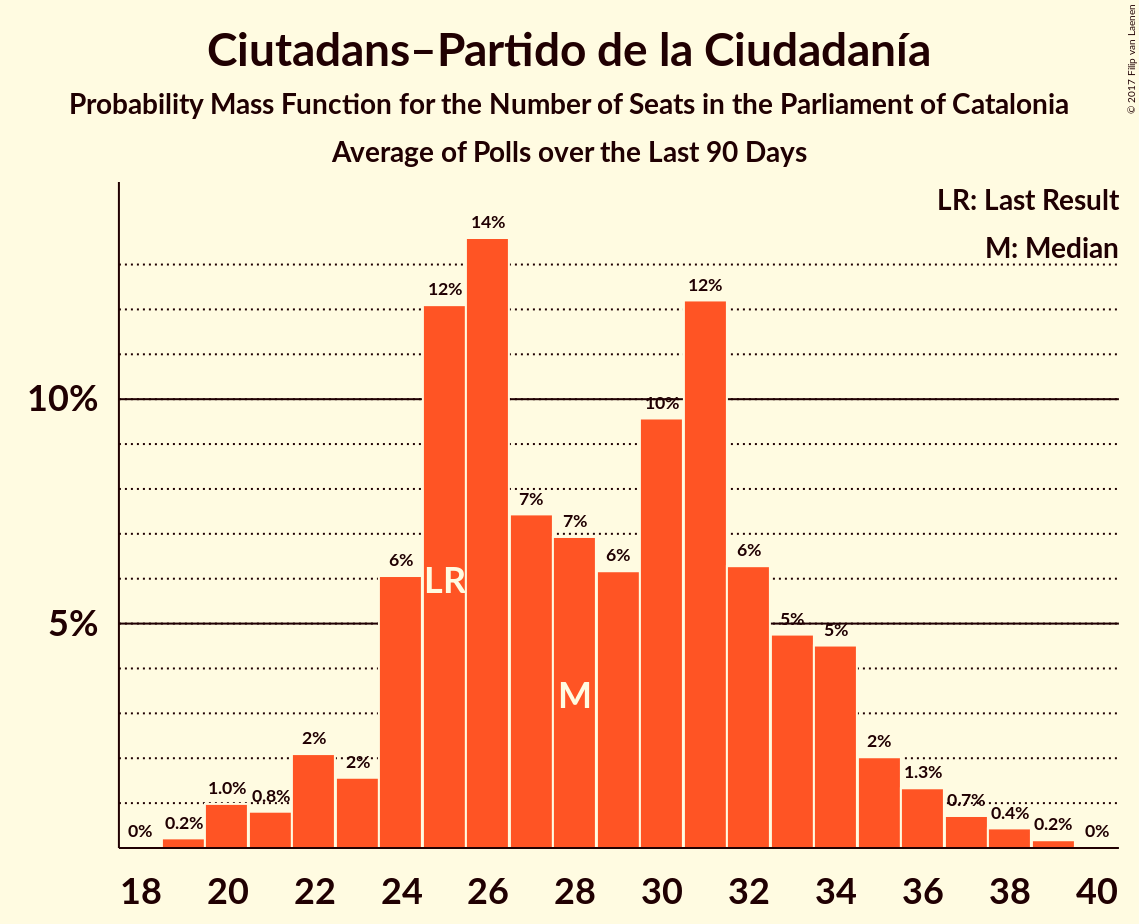 Ciutadans–Partido de la Ciudadanía
Probability Mass Function for the Number of Seats in the Parliament of Catalonia
Average of Polls over the Last 90 Days
© 2017 Filip van Laenen
LR: Last Result
M: Median
10%
5%
0%
0.2%
1.0%
0.8%
2%
2%
6%
12%
14%
7%
7%
6%
10%
12%
6%
5%
5%
2%
1.3%
0.7%
0.4%
0.2%
0%
LR
M
18 20 22 24 26 28 30 32 34 36 38 40